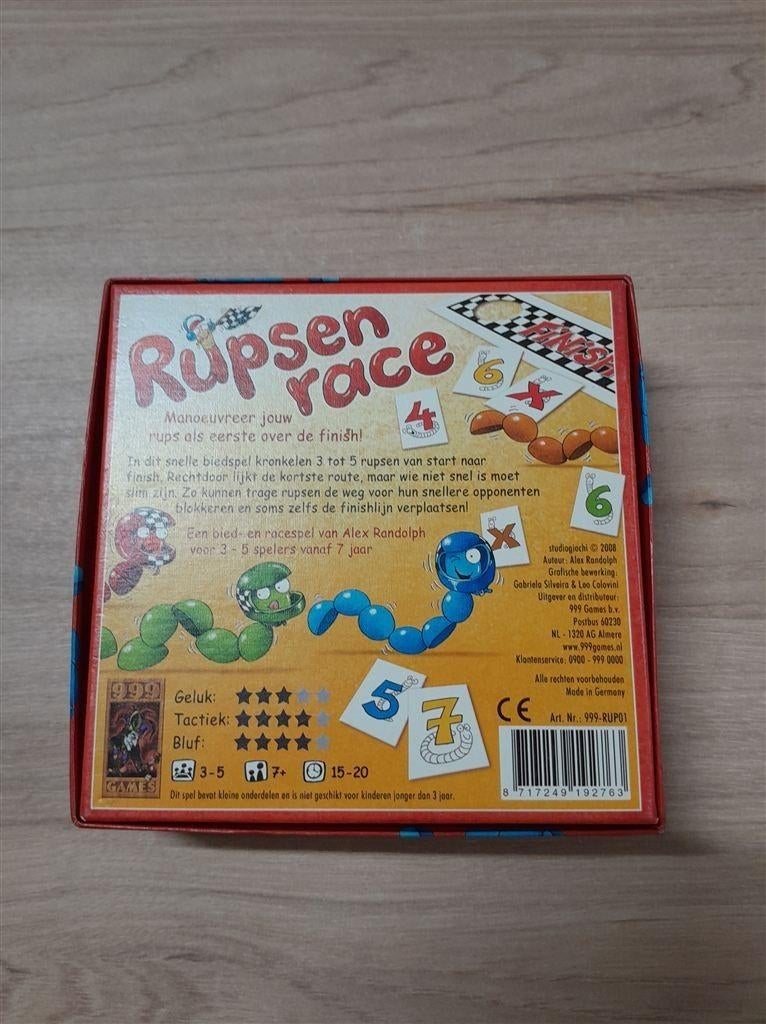 Rupsen
race
FINISH
6
X
4
Manoeuvreer jouw
rups als eerste over de finish!
In dit snelle biedspel kronkelen 3 tot 5 rupsen van start naar
finish. Rechtdoor lijkt de kortste route, maar wie niet snel is moet
slim zijn. Zo kunnen trage rupsen de weg voor hun snellere opponenten
blokkeren en soms zelfs de finishlijn verplaatsen!
6
X
Een bied- en racespel van Alex Randolph
voor 3 - 5 spelers vanaf 7 jaar
studiogiochi © 2008
Auteur: Alex Randolph
Grafische bewerking:
Gabriela Silveira & Leo Colovini
Uitgever en distributeur:
999 Games b.v.
Postbus 60230
NL - 1320 AG Almere
www.999games.nl
Klantenservice: 0900 - 999 0000
Alle rechten voorbehouden
Made in Germany
CE Art. Nr.: 999-RUP01
5
7
999
GAMES
Geluk:
Tactiek:
Bluf:
3-5 7+ 15-20
Dit spel bevat kleine onderdelen en is niet geschikt voor kinderen jonger dan 3 jaar.
8 717249 192763